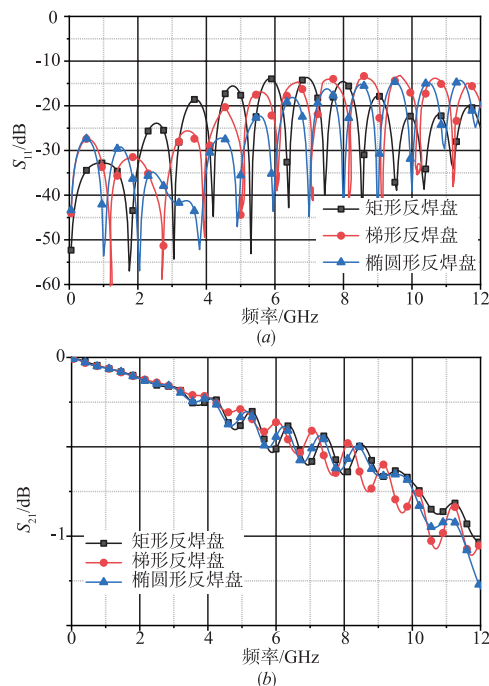 (a)
0
-10
-20
-30
-40
-50
-60
S11/dB
矩形反焊盘
梯形反焊盘
椭圆形反焊盘
0 2 4 6 8 10 12
频率/GHz
(a)
0
-1
S21/dB
矩形反焊盘
梯形反焊盘
椭圆形反焊盘
0 2 4 6 8 10 12
频率/GHz
(b)